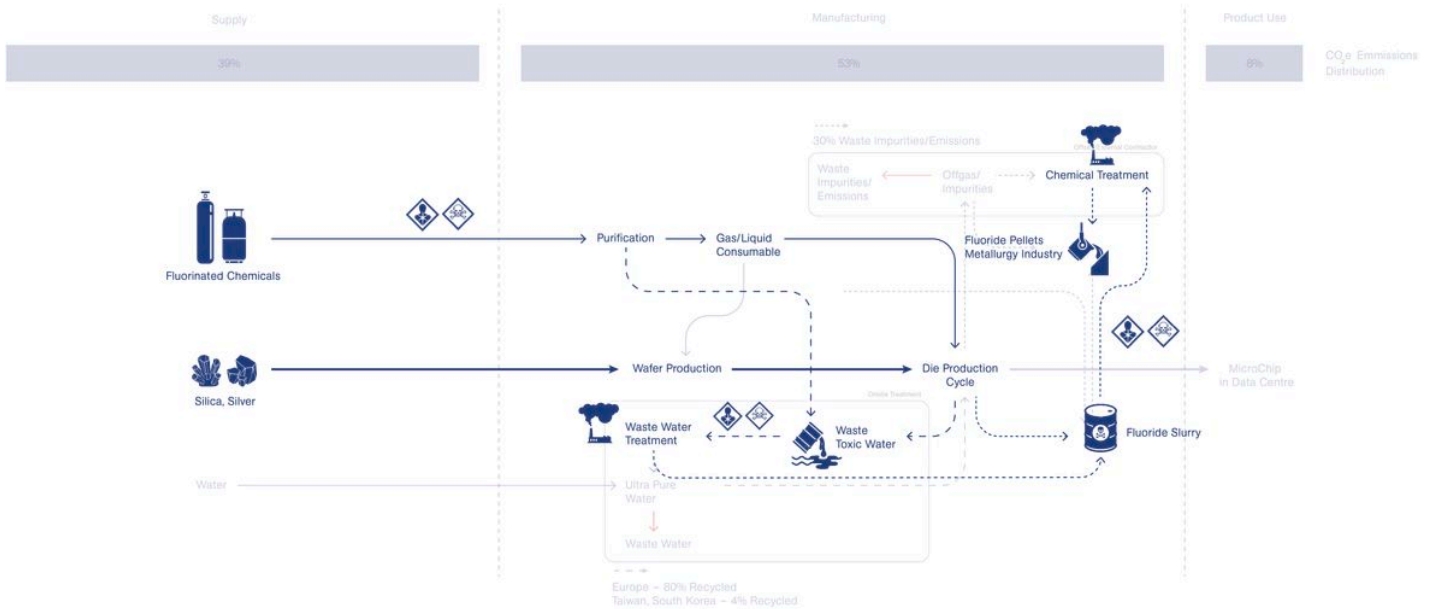 Supply
Manufacturing
Product Use
39%
53%
8%
CO2e Emmissions
Distribution
30% Waste Impurities/Emissions
Waste
Impurities/
Emissions
Offgas/
Impurities
Chemical Treatment
Purification
Gas/Liquid
Consumable
Fluoride Pellets
Metallurgy Industry
Fluorinated Chemicals
Wafer Production
Die Production
Cycle
MicroChip
in Data Centre
Silica, Silver
Onsite Treatment
Waste Water
Treatment
Waste
Toxic Water
Fluoride Slurry
Water
Ultra Pure
Water
Waste Water
Europe – 80% Recycled
Taiwan, South Korea – 4% Recycled